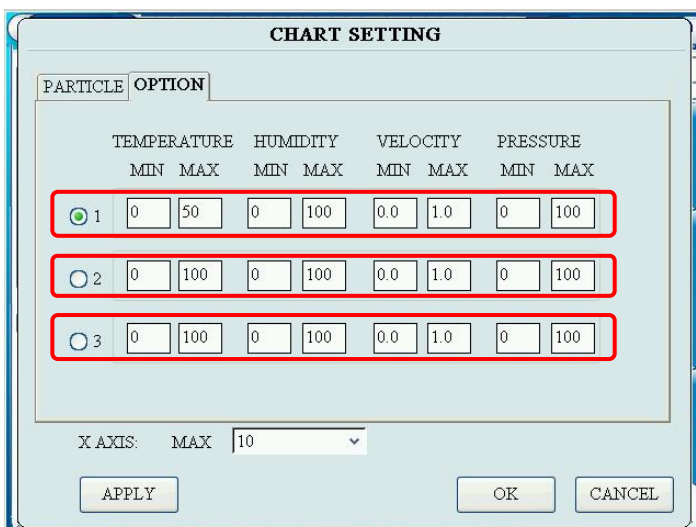 CHART SETTING
PARTICLE OPTION
TEMPERATURE HUMIDITY VELOCITY PRESSURE
MIN MAX MIN MAX MIN MAX MIN MAX
1 0 50 0 100 0.0 1.0 0 100
2 0 100 0 100 0.0 1.0 0 100
3 0 100 0 100 0.0 1.0 0 100
X AXIS: MAX 10
APPLY OK CANCEL